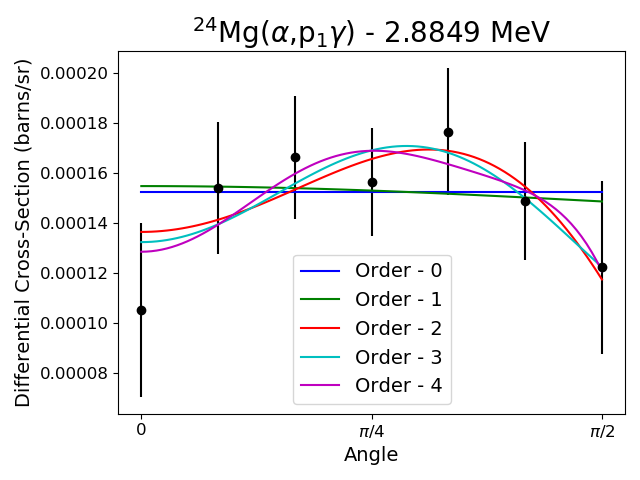 ²⁴Mg(α,p₁γ) - 2.8849 MeV
Differential Cross-Section (barns/sr)
0.00020
0.00018
0.00016
0.00014
0.00012
0.00010
0.00008
Order - 0
Order - 1
Order - 2
Order - 3
Order - 4
0 π/4 π/2
Angle